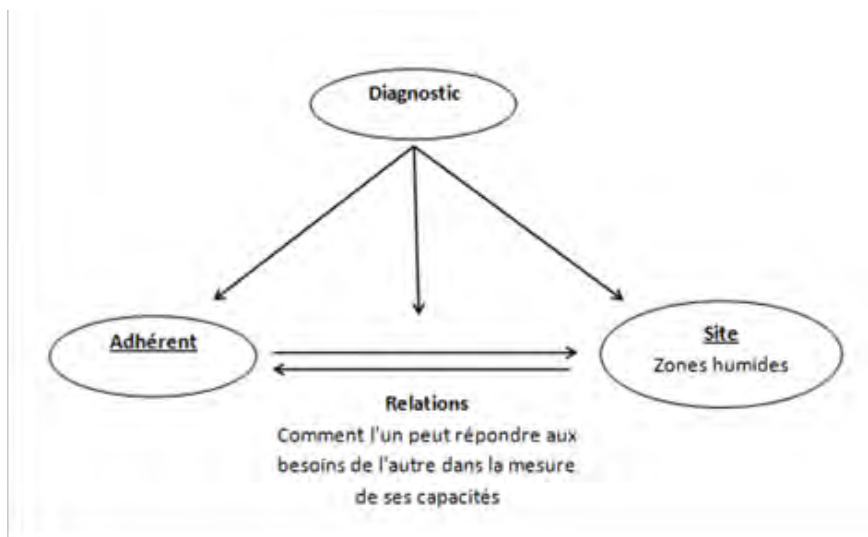 Diagnostic
Adhérent
Site
Zones humides
Relations
Comment l'un peut répondre aux
besoins de l'autre dans la mesure
de ses capacités